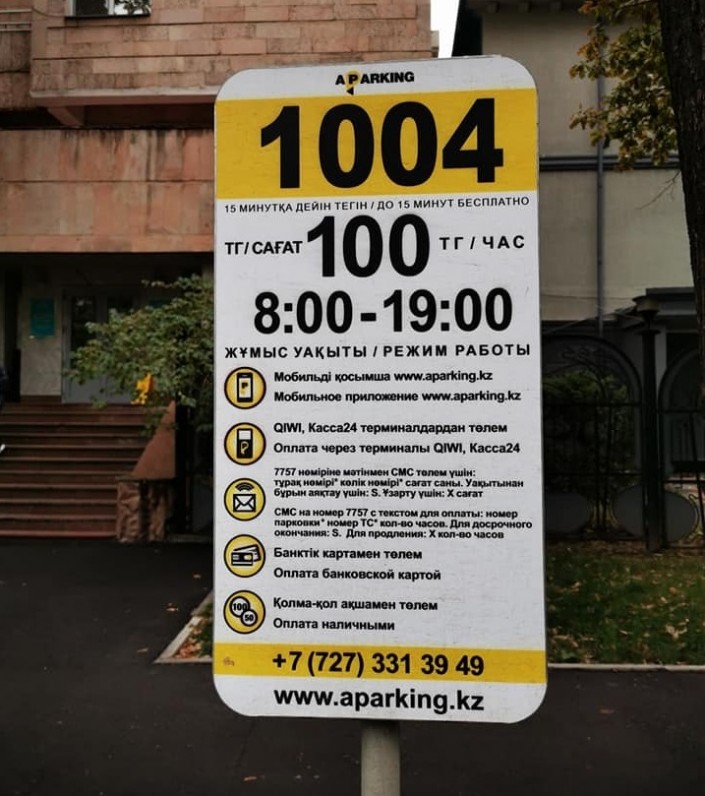 APARKING
1004
15 МИНУТҚА ДЕЙІН ТЕГІН / ДО 15 МИНУТ БЕСПЛАТНО
ТГ/САҒАТ 100 ТГ / ЧАС
8:00-19:00
ЖҰМЫС УАҚЫТЫ / РЕЖИМ РАБОТЫ
Мобильді қосымша www.aparking.kz
Мобильное приложение www.aparking.kz
QIWI, Касса24 терминалдардан төлем
Оплата через терминалы QIWI, Касса24
7757 нөміріне мәтінмен СМС төлем үшін:
тұрақ нөмірі* көлік нөмірі* сағат саны. Уақытынан
бұрын аяқтау үшін: S. Ұзарту үшін: X сағат
СМС на номер 7757 с текстом для оплаты: номер
парковки* номер ТС* кол-во часов. Для досрочного
окончания: S. Для продления: X кол-во часов
Банктік картамен төлем
Оплата банковской картой
100
50
Қолма-қол ақшамен төлем
Оплата наличными
+7 (727) 331 39 49
www.aparking.kz